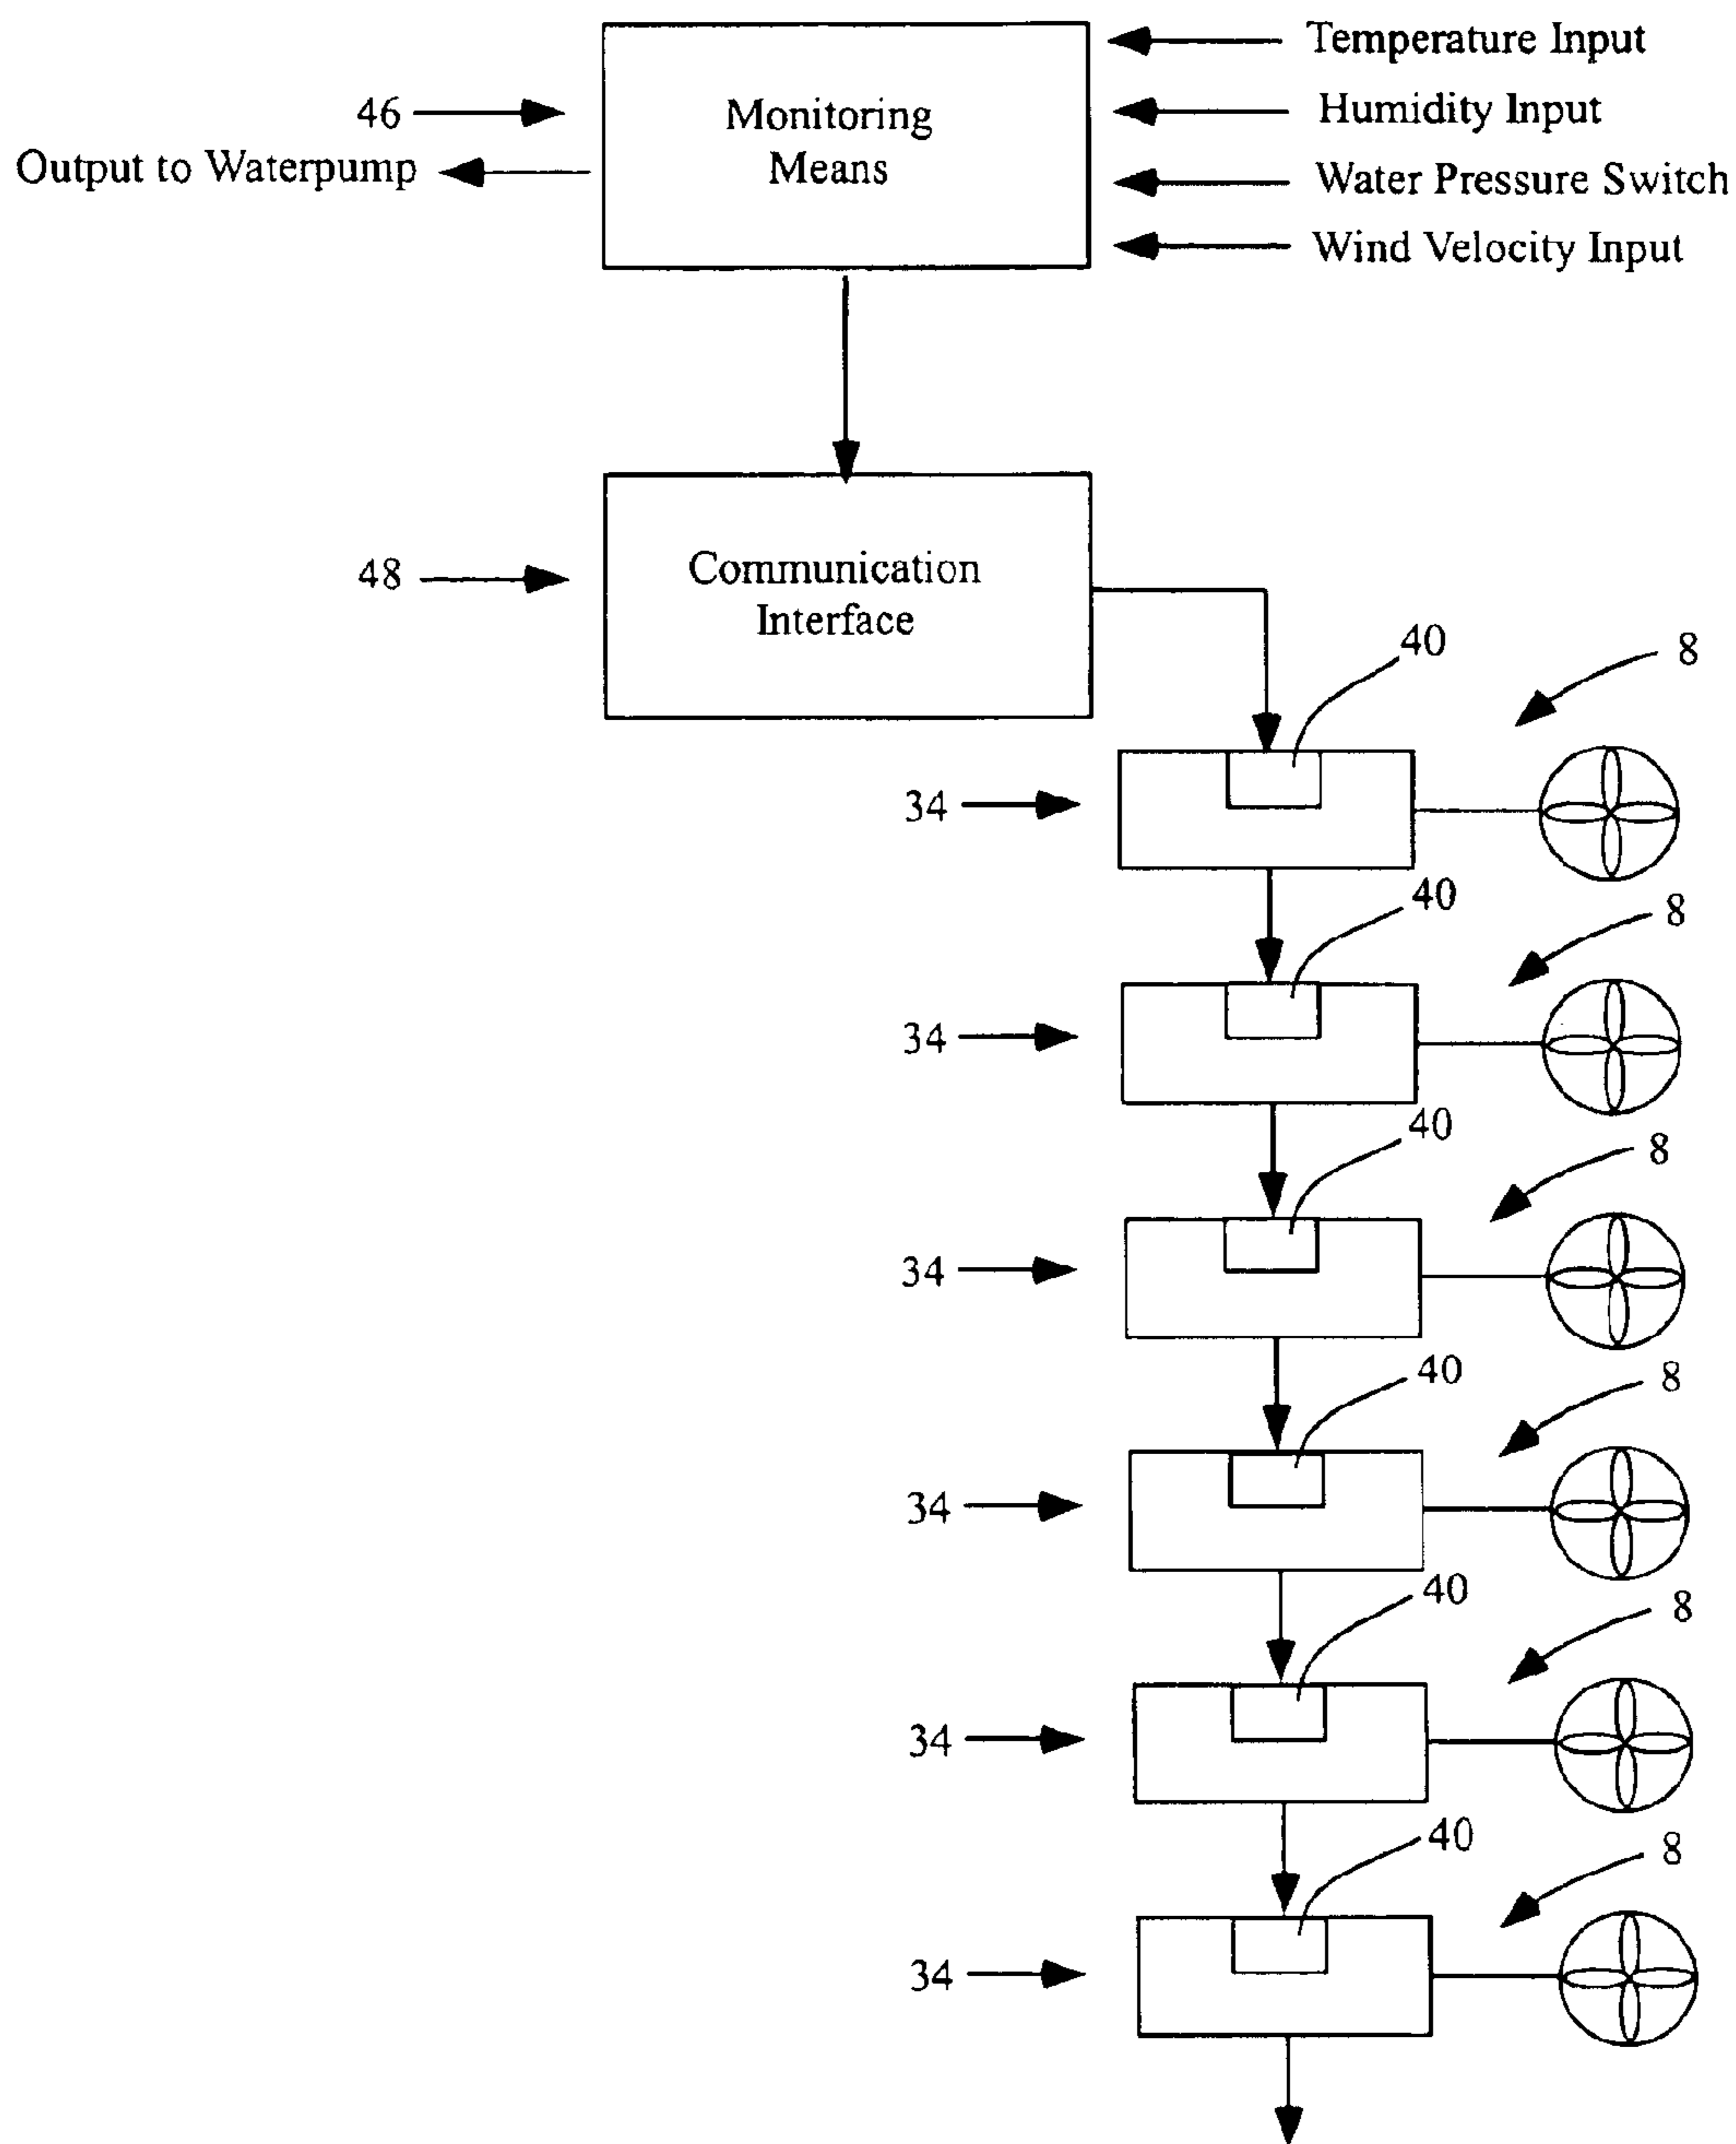 Temperature Input
46
Monitoring
Humidity Input
Output to Waterpump
Means
Water Pressure Switch
Wind Velocity Input
48
Communication
Interface
40
8
34
40
8
34
40
8
34
40
8
34
40
8
34
40
8
34